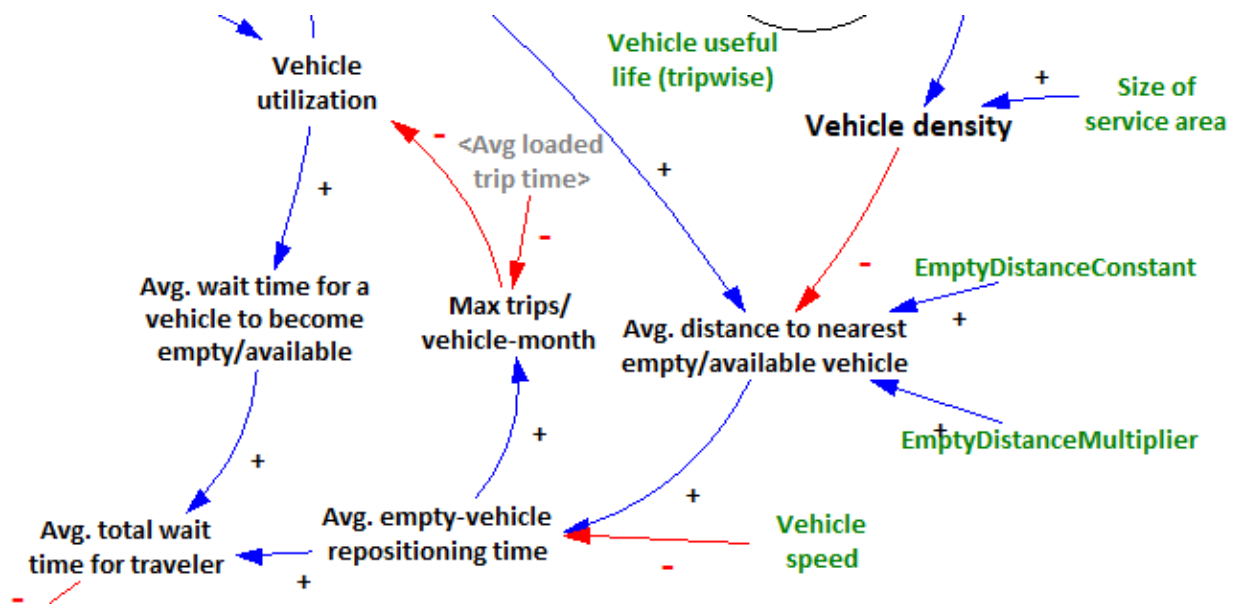 Vehicle useful
life (tripwise)
Vehicle
utilization
+
Size of
service area
Vehicle density
-
<Avg loaded
trip time>
+
+
-
-
EmptyDistanceConstant
Avg. wait time for a
vehicle to become
empty/available
Max trips/
vehicle-month
Avg. distance to nearest
empty/available vehicle
+
+
EmptyDistanceMultiplier
+
+
+
Avg. total wait
time for traveler
Avg. empty-vehicle
repositioning time
Vehicle
speed
-
+
-